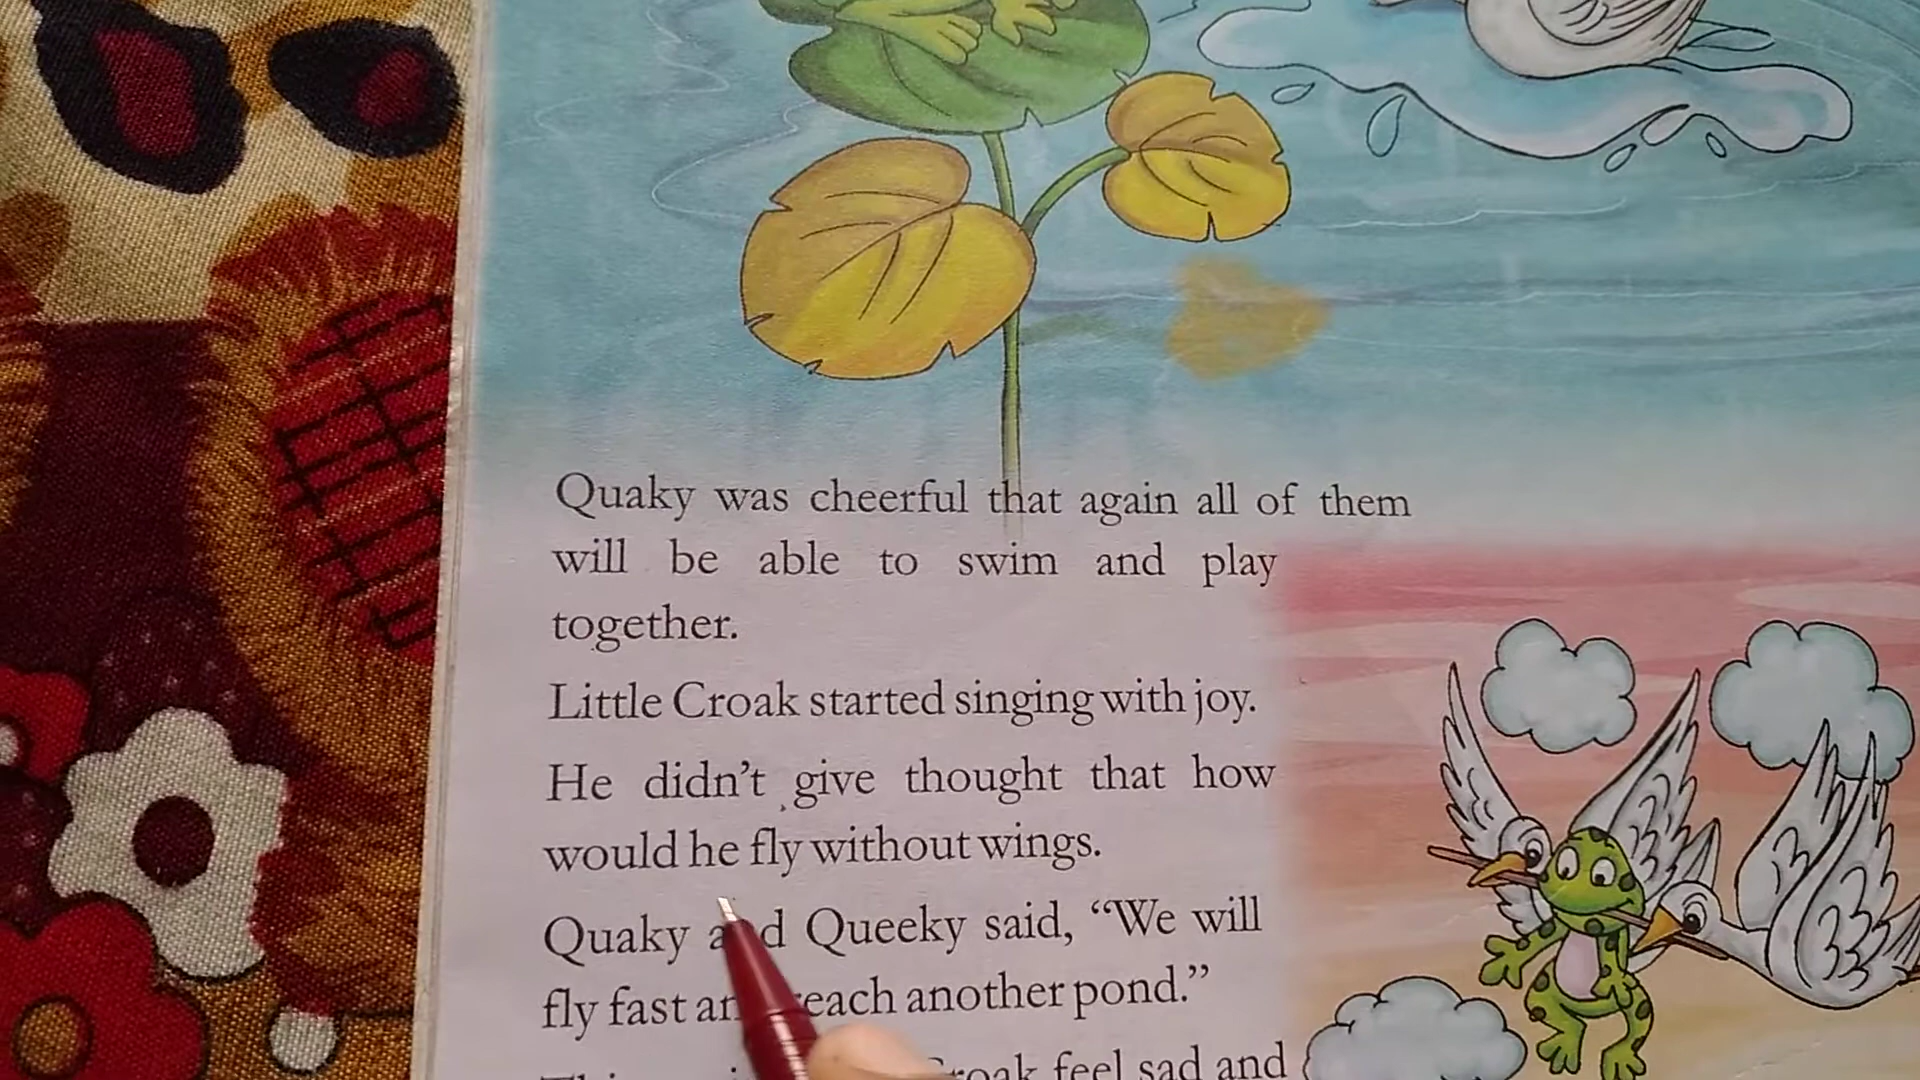 Quaky was cheerful that again all of them
will be able to swim and play
together.
Little Croak started singing with joy.
He didn't give thought that how
would he fly without wings.
Quaky and Queeky said, “We will
fly fast and reach another pond.”
feel sad and